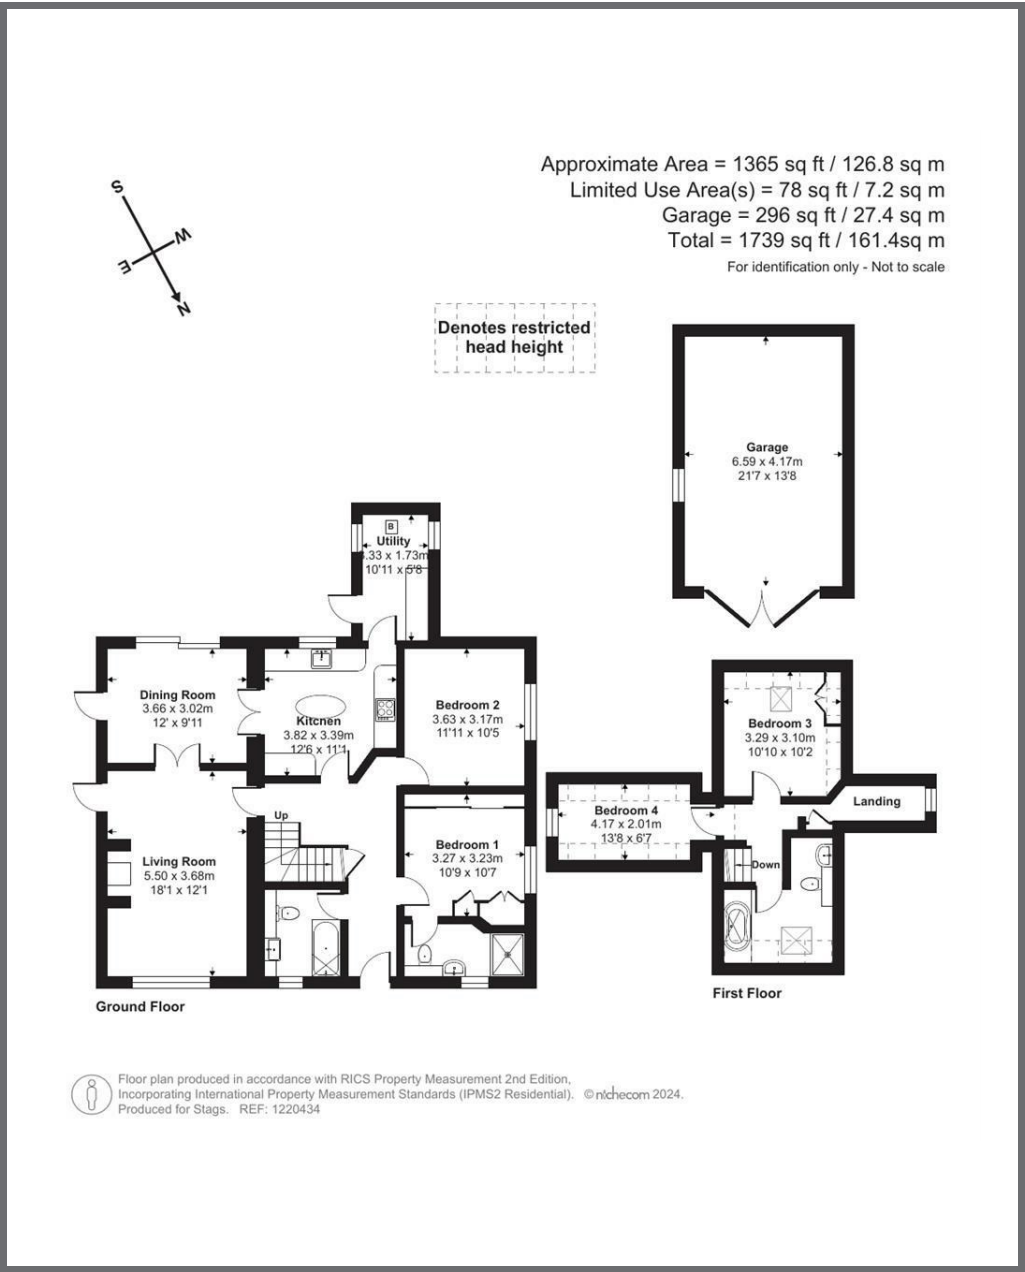 Approximate Area = 1365 sq ft / 126.8 sq m
Limited Use Area(s) = 78 sq ft / 7.2 sq m
Garage = 296 sq ft / 27.4 sq m
Total = 1739 sq ft / 161.4sq m
For identification only - Not to scale
S
W
E
N
Denotes restricted
head height
Garage
6.59 x 4.17m
21'7 x 13'8
B
Utility
.33 x 1.73m
10'11 x 5'8
Dining Room
3.66 x 3.02m
12' x 9'11
Kitchen
3.82 x 3.39m
12'6 x 11'1
Bedroom 2
3.63 x 3.17m
11'11 x 10'5
Bedroom 3
3.29 x 3.10m
10'10 x 10'2
Landing
Bedroom 4
4.17 x 2.01m
13'8 x 6'7
Up
Living Room
5.50 x 3.68m
18'1 x 12'1
Bedroom 1
3.27 x 3.23m
10'9 x 10'7
Down
Ground Floor
First Floor
Floor plan produced in accordance with RICS Property Measurement 2nd Edition,
Incorporating International Property Measurement Standards (IPMS2 Residential). © nichecom 2024.
Produced for Stags. REF: 1220434